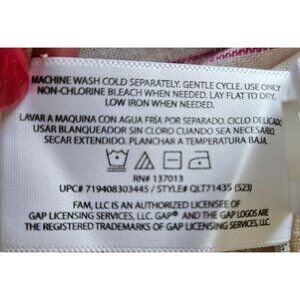 MACHINE WASH COLD SEPARATELY. GENTLE CYCLE. USE ONLY
NON-CHLORINE BLEACH WHEN NEEDED. LAY FLAT TO DRY.
LOW IRON WHEN NEEDED.
LAVAR A MAQUINA CON AGUA FRÍA POR SEPARADO. CICLO DELICADO
USAR BLANQUEADOR SIN CLORO CUANDO SEA NECESARIO.
SECAR EXTENDIDO. PLANCHAR A TEMPERATURA BAJA.
RN# 137013
UPC# 719408303445 / STYLE# QLT71435 (S23)
FAM, LLC IS AN AUTHORIZED LICENSEE OF
GAP LICENSING SERVICES, LLC. GAP® AND THE GAP LOGOS ARE
THE REGISTERED TRADEMARKS OF GAP LICENSING SERVICES, LLC.